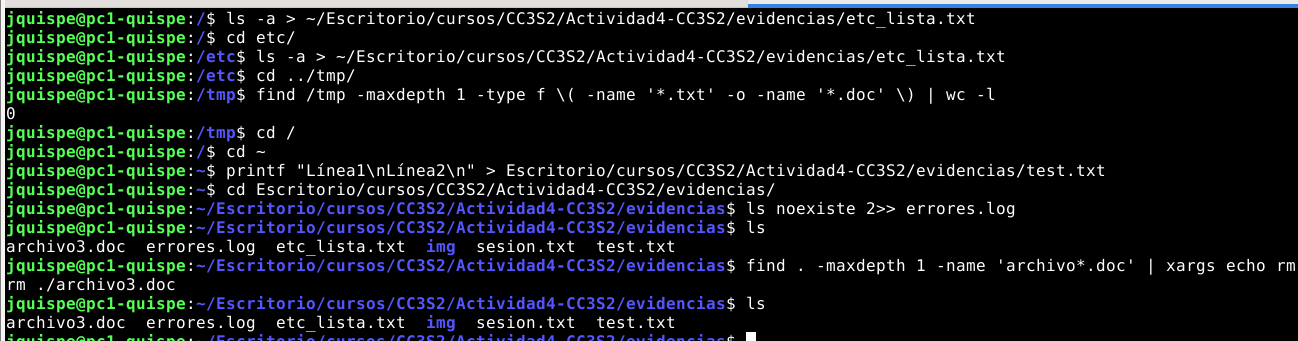 jquispe@pc1-quispe:/$ ls -a > ~/Escritorio/cursos/CC3S2/Actividad4-CC3S2/evidencias/etc_lista.txt
jquispe@pc1-quispe:/$ cd etc/
jquispe@pc1-quispe:/etc$ ls -a > ~/Escritorio/cursos/CC3S2/Actividad4-CC3S2/evidencias/etc_lista.txt
jquispe@pc1-quispe:/etc$ cd ../tmp/
jquispe@pc1-quispe:/tmp$ find /tmp -maxdepth 1 -type f \( -name '*.txt' -o -name '*.doc' \) | wc -l
0
jquispe@pc1-quispe:/tmp$ cd /
jquispe@pc1-quispe:/$ cd ~
jquispe@pc1-quispe:~$ printf "Línea1\nLínea2\n" > Escritorio/cursos/CC3S2/Actividad4-CC3S2/evidencias/test.txt
jquispe@pc1-quispe:~$ cd Escritorio/cursos/CC3S2/Actividad4-CC3S2/evidencias/
jquispe@pc1-quispe:~/Escritorio/cursos/CC3S2/Actividad4-CC3S2/evidencias$ ls noexiste 2>> errores.log
jquispe@pc1-quispe:~/Escritorio/cursos/CC3S2/Actividad4-CC3S2/evidencias$ ls
archivo3.doc  errores.log  etc_lista.txt  img  sesion.txt  test.txt
jquispe@pc1-quispe:~/Escritorio/cursos/CC3S2/Actividad4-CC3S2/evidencias$ find . -maxdepth 1 -name 'archivo*.doc' | xargs echo rm
rm ./archivo3.doc
jquispe@pc1-quispe:~/Escritorio/cursos/CC3S2/Actividad4-CC3S2/evidencias$ ls
archivo3.doc  errores.log  etc_lista.txt  img  sesion.txt  test.txt
jquispe@pc1-quispe:~/Escritorio/cursos/CC3S2/Actividad4-CC3S2/evidencias$